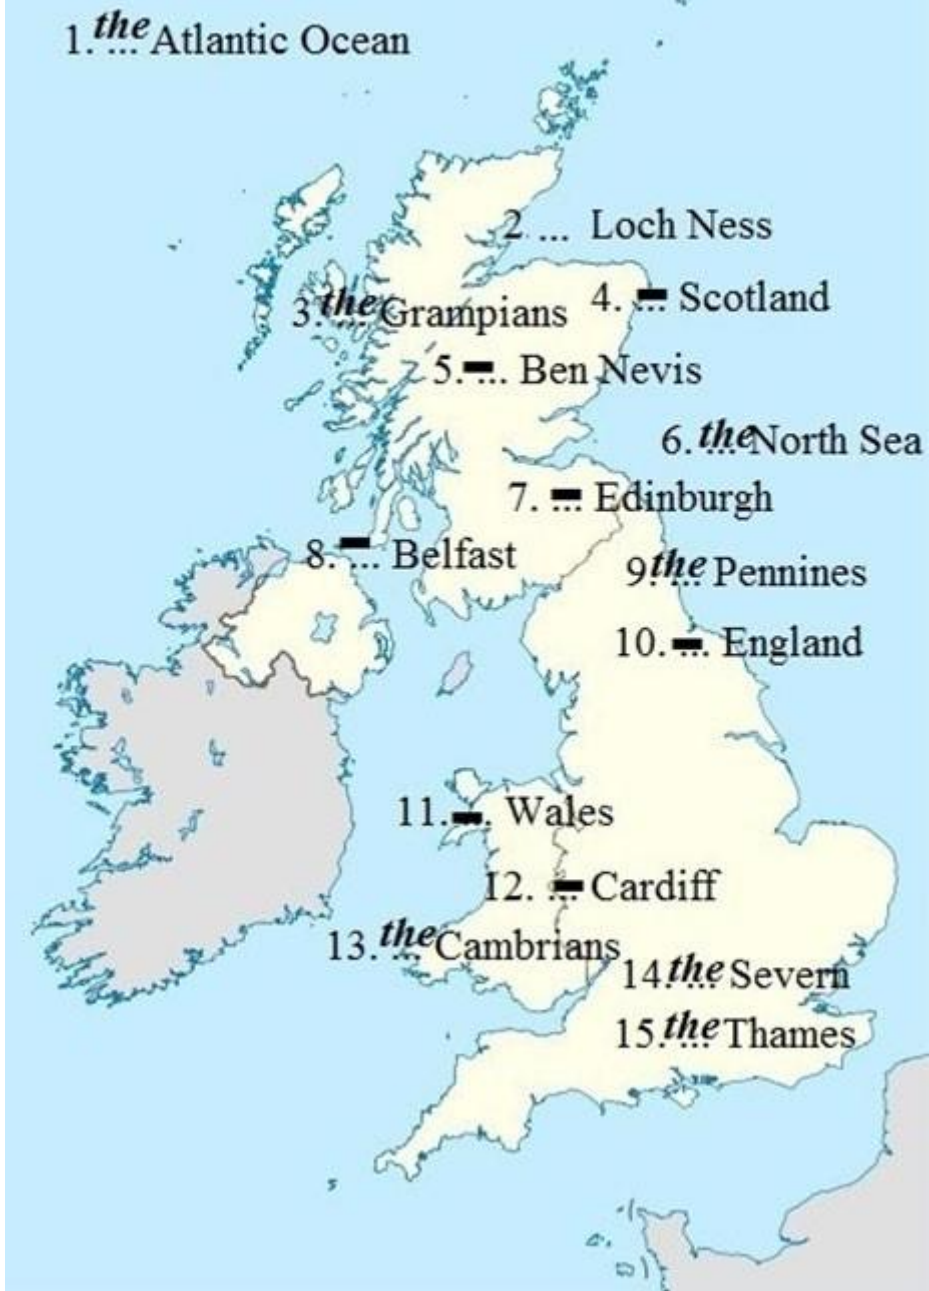 1. the ... Atlantic Ocean
2 ... Loch Ness
3. the ... Grampians
4. – ... Scotland
5. – ... Ben Nevis
6. the ... North Sea
7. – ... Edinburgh
8. – ... Belfast
9. the ... Pennines
10. – ... England
11. – ... Wales
12. – ... Cardiff
13. the ... Cambrians
14. the ... Severn
15. the ... Thames